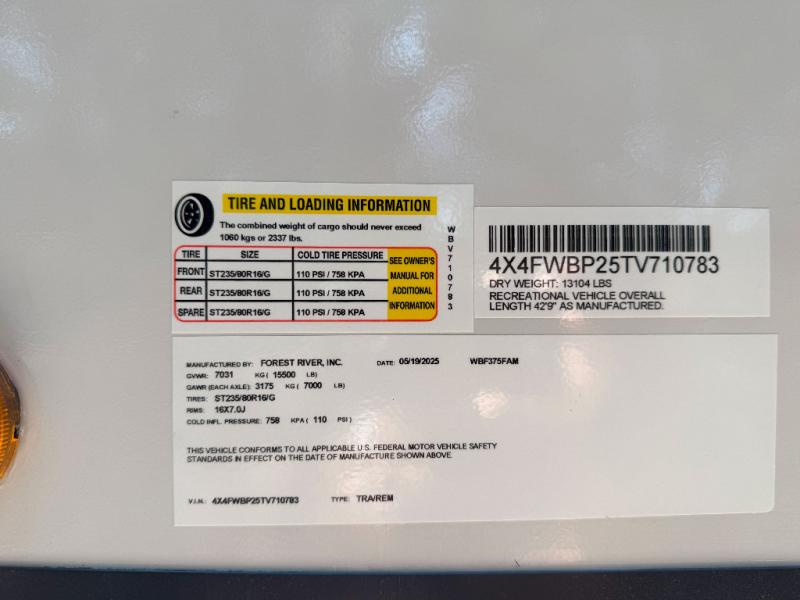 TIRE AND LOADING INFORMATION
The combined weight of cargo should never exceed
1060 kgs or 2337 lbs.
TIRE SIZE COLD TIRE PRESSURE
FRONT ST235/80R16/G 110 PSI / 758 KPA
REAR ST235/80R16/G 110 PSI / 758 KPA
SPARE ST235/80R16/G 110 PSI / 758 KPA
SEE OWNER'S
MANUAL FOR
ADDITIONAL
INFORMATION
WBV710783
4X4FWBP25TV710783
DRY WEIGHT: 13104 LBS
RECREATIONAL VEHICLE OVERALL
LENGTH 42'9" AS MANUFACTURED.
MANUFACTURED BY: FOREST RIVER, INC. DATE: 05/19/2025 WBF375FAM
GVWR: 7031 KG ( 15500 LB)
GAWR (EACH AXLE): 3175 KG ( 7000 LB)
TIRES: ST235/80R16/G
RIMS: 16X7.0J
COLD INFL. PRESSURE: 758 KPA ( 110 PSI)
THIS VEHICLE CONFORMS TO ALL APPLICABLE U.S. FEDERAL MOTOR VEHICLE SAFETY
STANDARDS IN EFFECT ON THE DATE OF MANUFACTURE SHOWN ABOVE.
V.I.N.: 4X4FWBP25TV710783 TYPE: TRA/REM